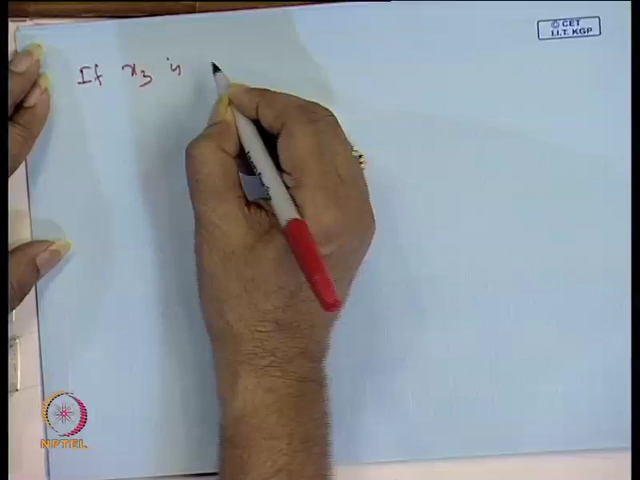 © CET
I.I.T. KGP
If x₃ is
NPTEL